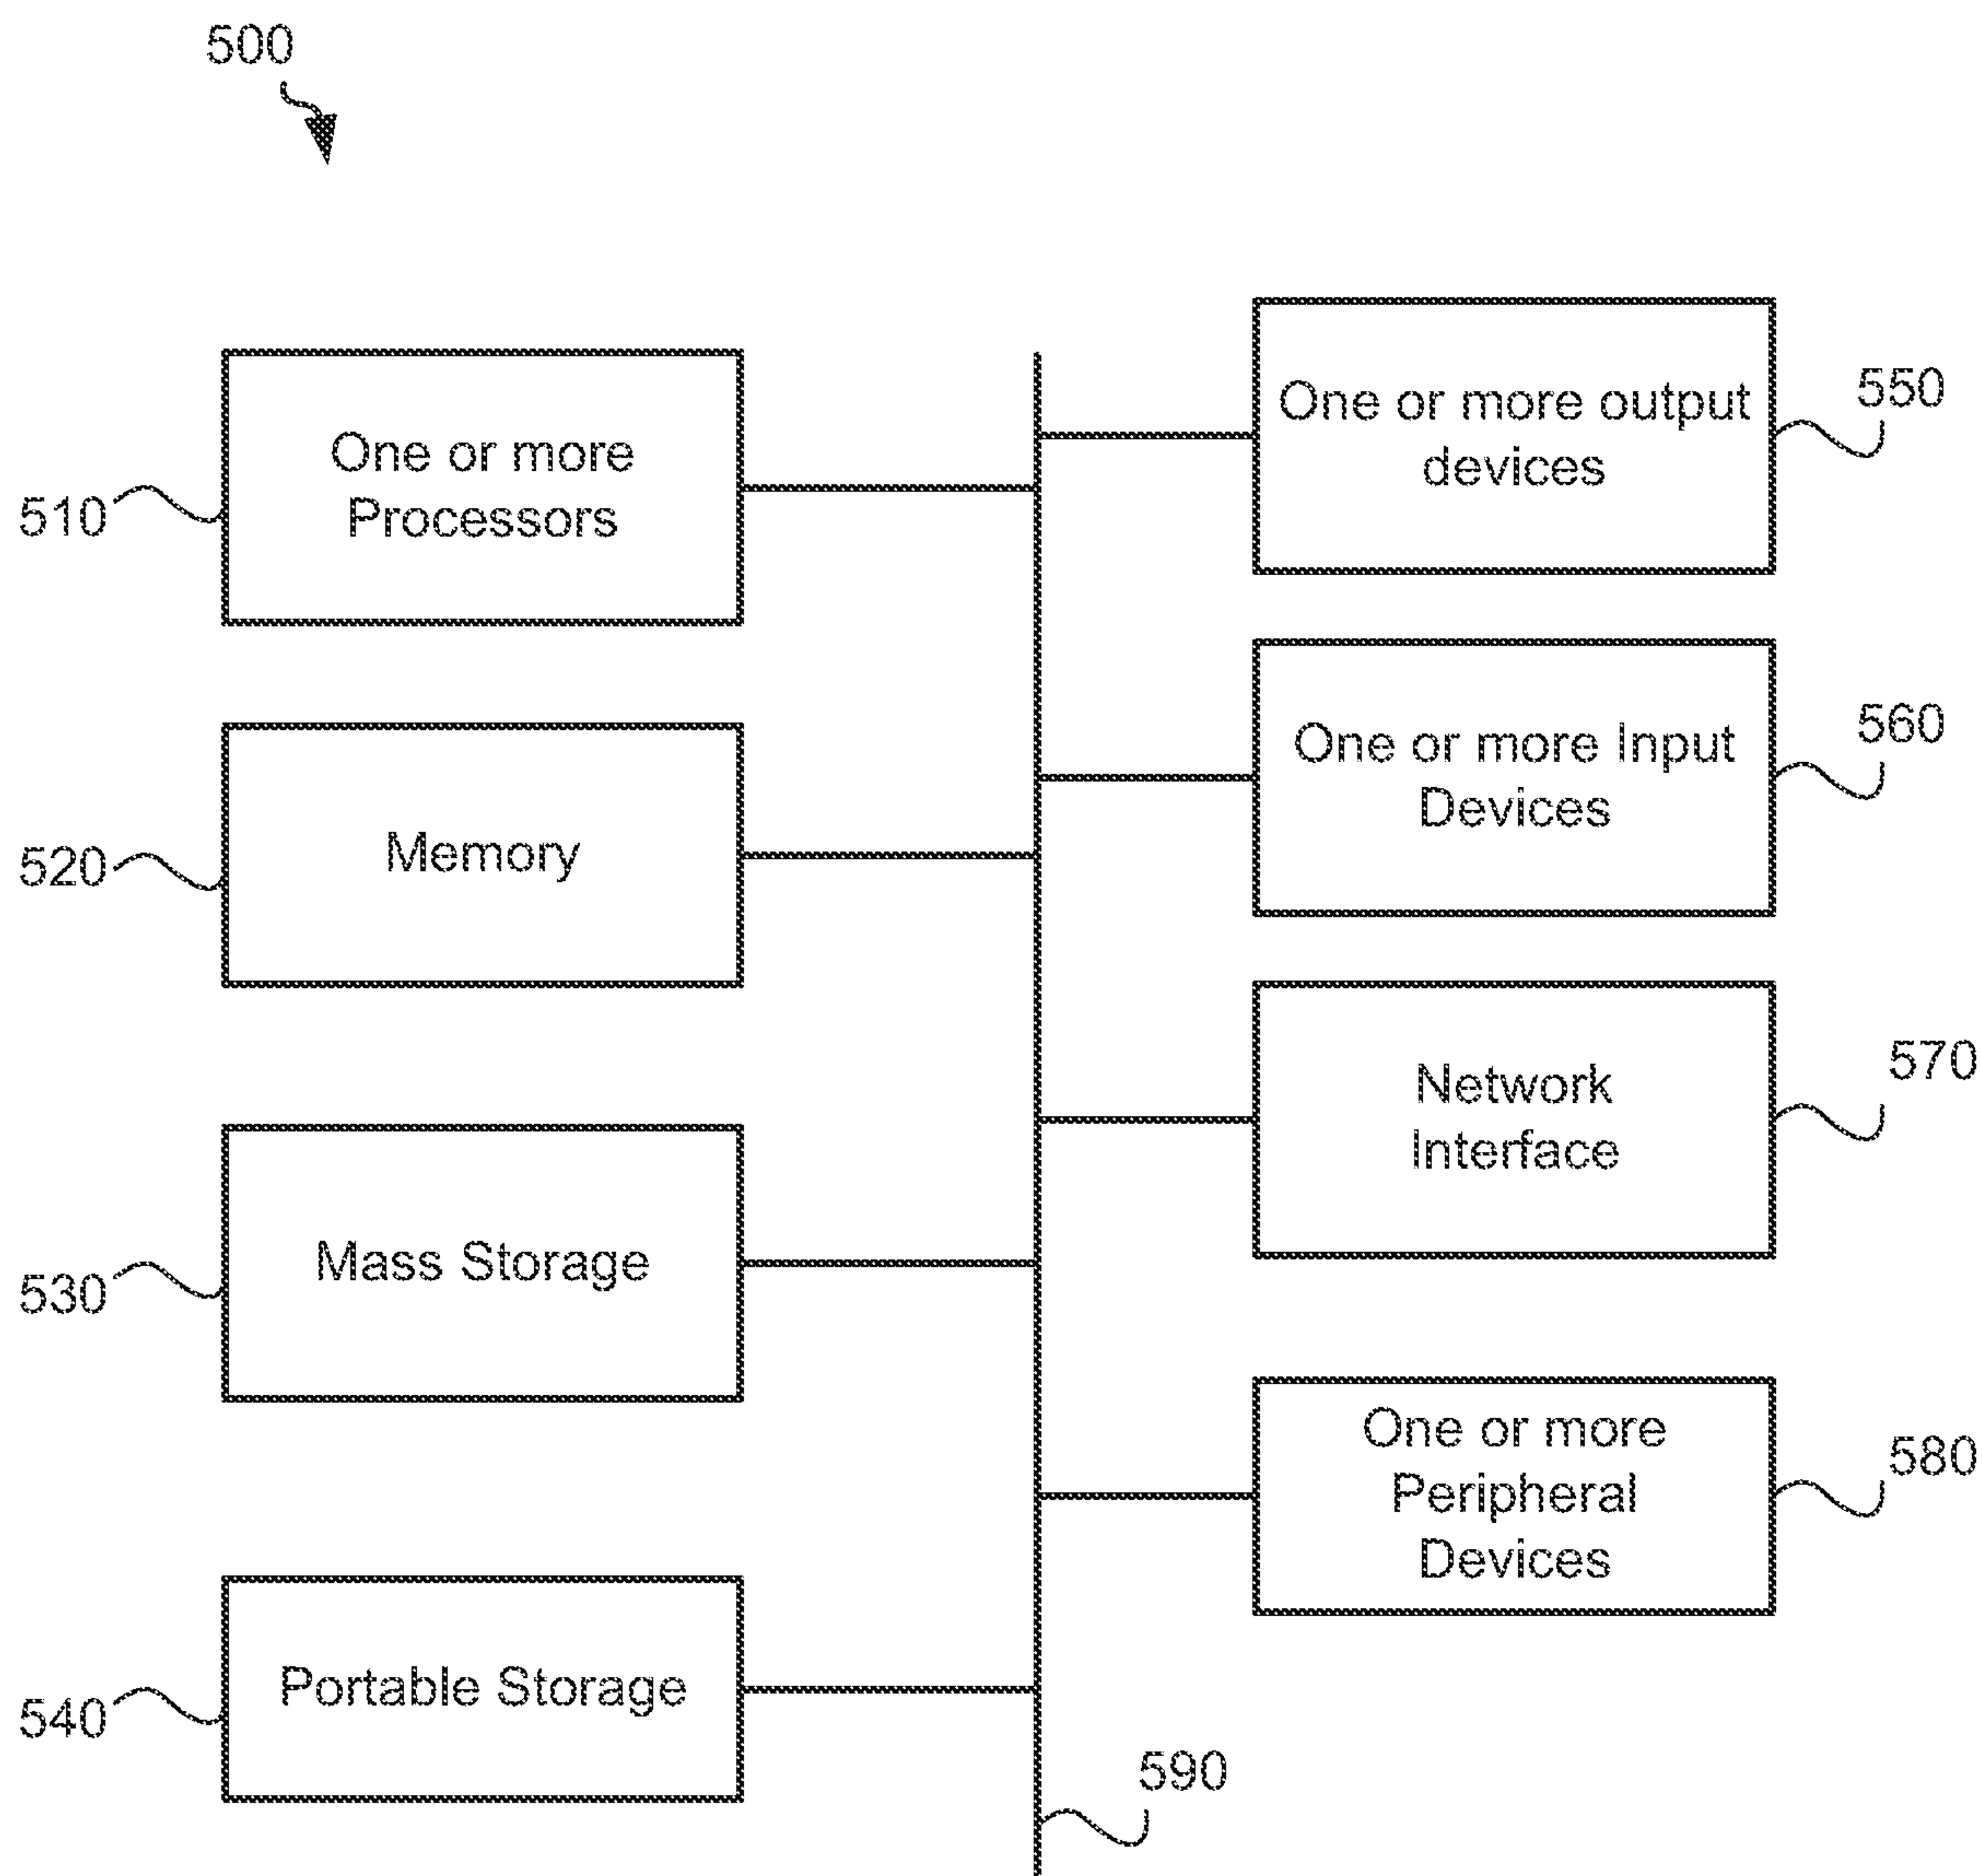 500
One or more
Processors
510
Memory
520
Mass Storage
530
Portable Storage
540
One or more output
devices
550
One or more Input
Devices
560
Network
Interface
570
One or more
Peripheral
Devices
580
590